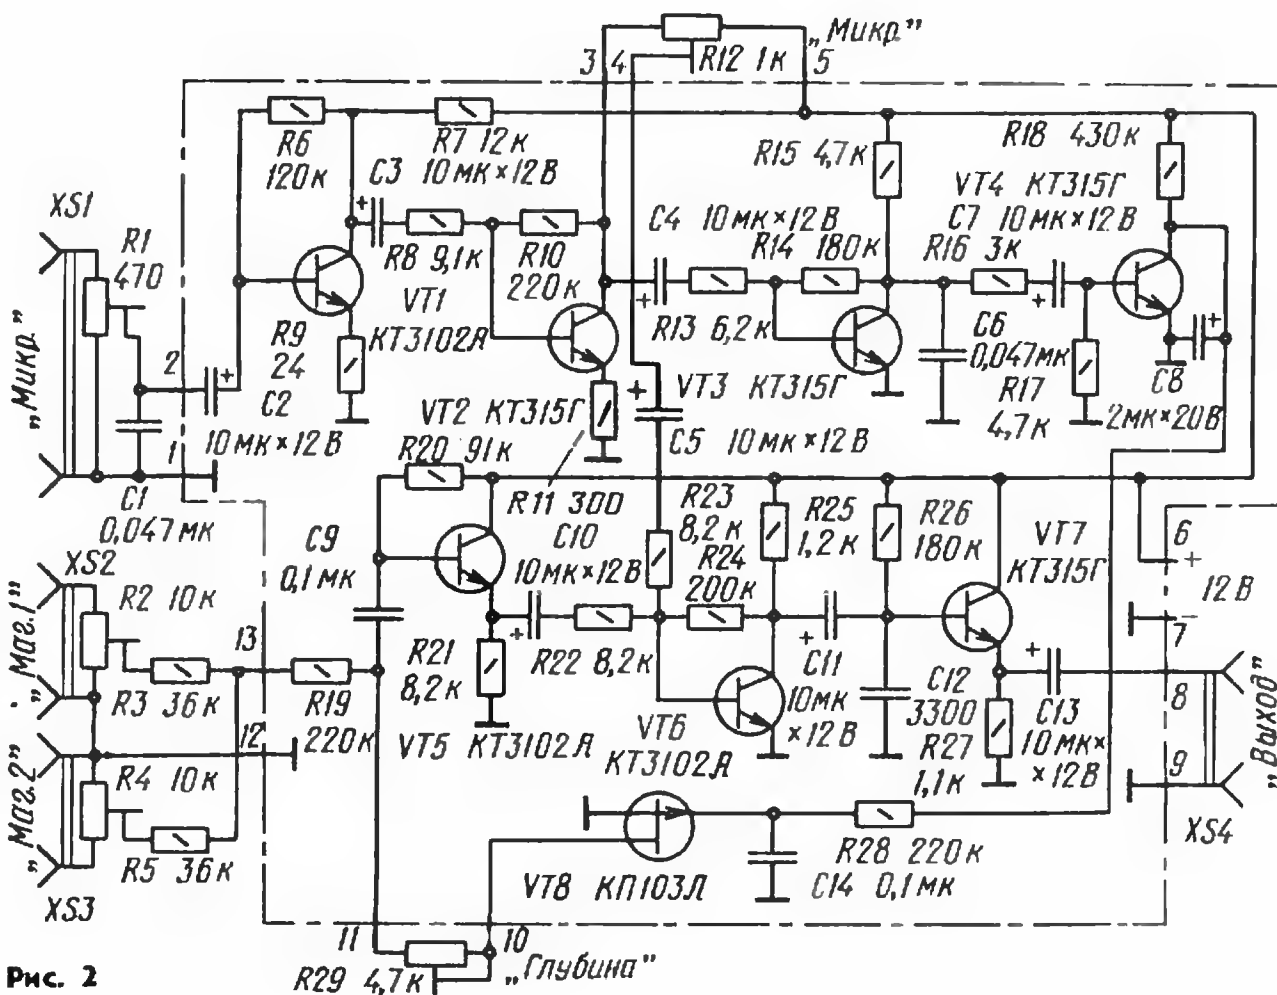 „Микр."
3 4
R12 1к
5
R6
120к
R7 12к
C3 10мк×12В
R15 4,7к
R18 430к
XS1
R1
470
VT4 КТ315Г
C4 10мк×12В
C7 10мк×12В
R8 9,1к
R10
220к
R14 180к
R16 3к
VT1
КТ3102А
R13 6,2к
C6
0,047мк
„Микр."
2
R9
24
C2
10мк×12В
VT2 КТ315Г
VT3 КТ315Г
R17
4,7к
C8
2мк×20В
1
R20 91к
C5 10мк×12В
C1
0,047мк
R11 300
R23
8,2к
R25
1,2к
R26
180к
VT7
КТ315Г
6
+
12В
−
7
XS2
C9
0,1мк
C10
10мк×12В
R24
200к
„Маг.1"
R2 10к
13
R3 36к
R19
220к
R21
8,2к
R22 8,2к
C11
10мк
×12В
C12
3300
C13
10мк×
×12В
8
„Выход"
12
VT5 КТ3102А
VT6
КТ3102А
R27
1,1к
9
„Маг.2"
R4 10к
R5 36к
XS3
XS4
VT8 КП103Л
R28 220к
C14 0,1мк
11
10
R29 4,7к
„Глубина"
Рис. 2